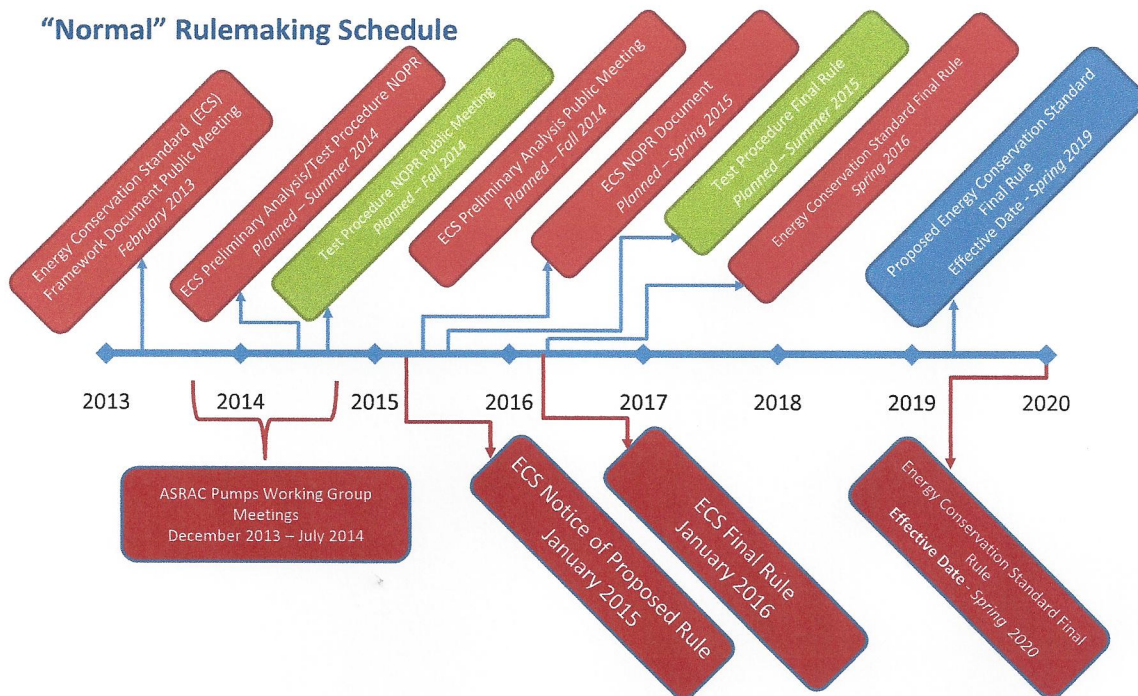 “Normal” Rulemaking Schedule
Energy Conservation Standard (ECS)
Framework Document Public Meeting
February 2013
ECS Preliminary Analysis/Test Procedure NOPR
Planned – Summer 2014
Test Procedure NOPR Public Meeting
Planned – Fall 2014
ECS Preliminary Analysis Public Meeting
Planned – Fall 2014
ECS NOPR Document
Planned – Spring 2015
Test Procedure Final Rule
Planned – Summer 2015
Energy Conservation Standard Final Rule
Spring 2016
Proposed Energy Conservation Standard
Final Rule
Effective Date - Spring 2019
2013
2014
2015
2016
2017
2018
2019
2020
ASRAC Pumps Working Group
Meetings
December 2013 – July 2014
ECS Notice of Proposed Rule
January 2015
ECS Final Rule
January 2016
Energy Conservation Standard Final
Rule
Effective Date - Spring 2020